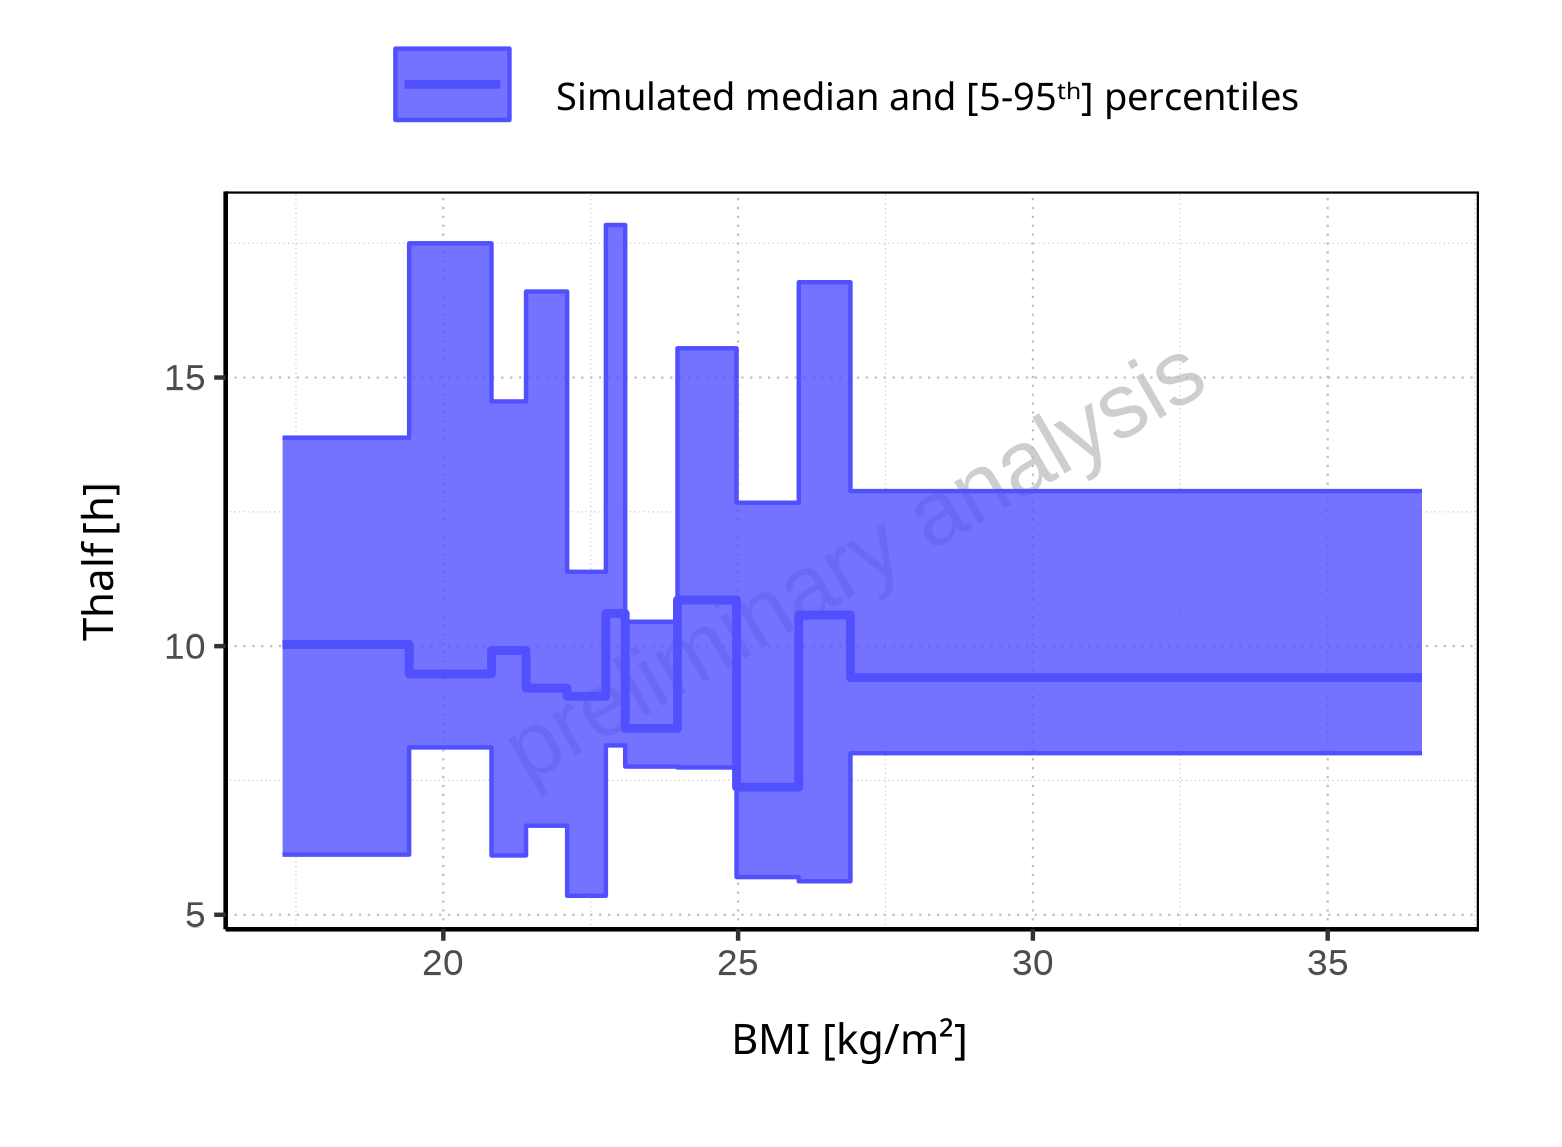 Simulated median and [5-95ᵗʰ] percentiles
Thalf [h]
15
10
5
preliminary analysis
20 25 30 35
BMI [kg/m²]